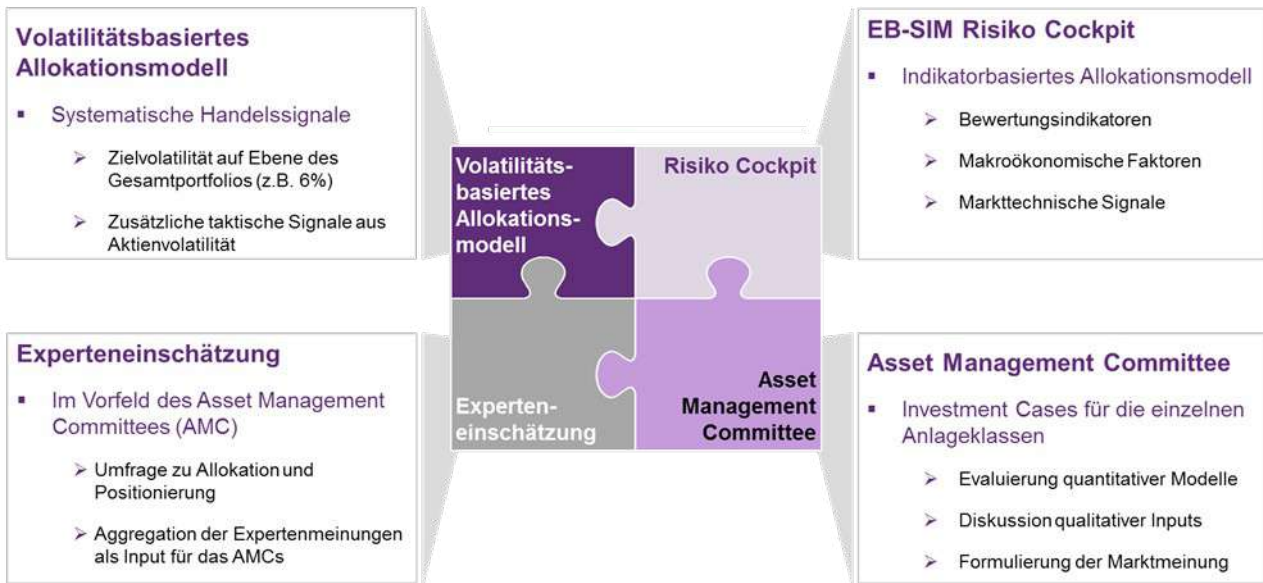 Volatilitätsbasiertes
Allokationsmodell
▪ Systematische Handelssignale
➢ Zielvolatilität auf Ebene des
Gesamtportfolios (z.B. 6%)
➢ Zusätzliche taktische Signale aus
Aktienvolatilität
EB-SIM Risiko Cockpit
▪ Indikatorbasiertes Allokationsmodell
➢ Bewertungsindikatoren
➢ Makroökonomische Faktoren
➢ Markttechnische Signale
Volatilitäts-
basiertes
Allokations-
modell
Risiko Cockpit
Experten-
einschätzung
Asset
Management
Committee
Experteneinschätzung
▪ Im Vorfeld des Asset Management
Committees (AMC)
➢ Umfrage zu Allokation und
Positionierung
➢ Aggregation der Expertenmeinungen
als Input für das AMCs
Asset Management Committee
▪ Investment Cases für die einzelnen
Anlageklassen
➢ Evaluierung quantitativer Modelle
➢ Diskussion qualitativer Inputs
➢ Formulierung der Marktmeinung